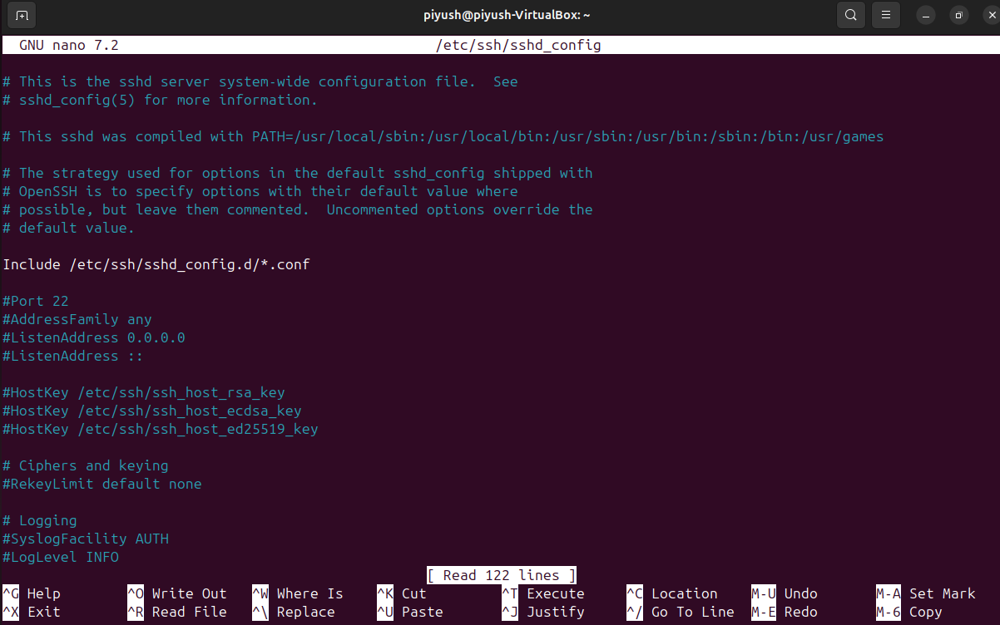 piyush@piyush-VirtualBox: ~
GNU nano 7.2 /etc/ssh/sshd_config
# This is the sshd server system-wide configuration file.  See
# sshd_config(5) for more information.
# This sshd was compiled with PATH=/usr/local/sbin:/usr/local/bin:/usr/sbin:/usr/bin:/sbin:/bin:/usr/games
# The strategy used for options in the default sshd_config shipped with
# OpenSSH is to specify options with their default value where
# possible, but leave them commented.  Uncommented options override the
# default value.
Include /etc/ssh/sshd_config.d/*.conf
#Port 22
#AddressFamily any
#ListenAddress 0.0.0.0
#ListenAddress ::
#HostKey /etc/ssh/ssh_host_rsa_key
#HostKey /etc/ssh/ssh_host_ecdsa_key
#HostKey /etc/ssh/ssh_host_ed25519_key
# Ciphers and keying
#RekeyLimit default none
# Logging
#SyslogFacility AUTH
#LogLevel INFO
[ Read 122 lines ]
^G Help ^O Write Out ^W Where Is ^K Cut ^T Execute ^C Location M-U Undo M-A Set Mark
^X Exit ^R Read File ^\ Replace ^U Paste ^J Justify ^/ Go To Line M-E Redo M-6 Copy